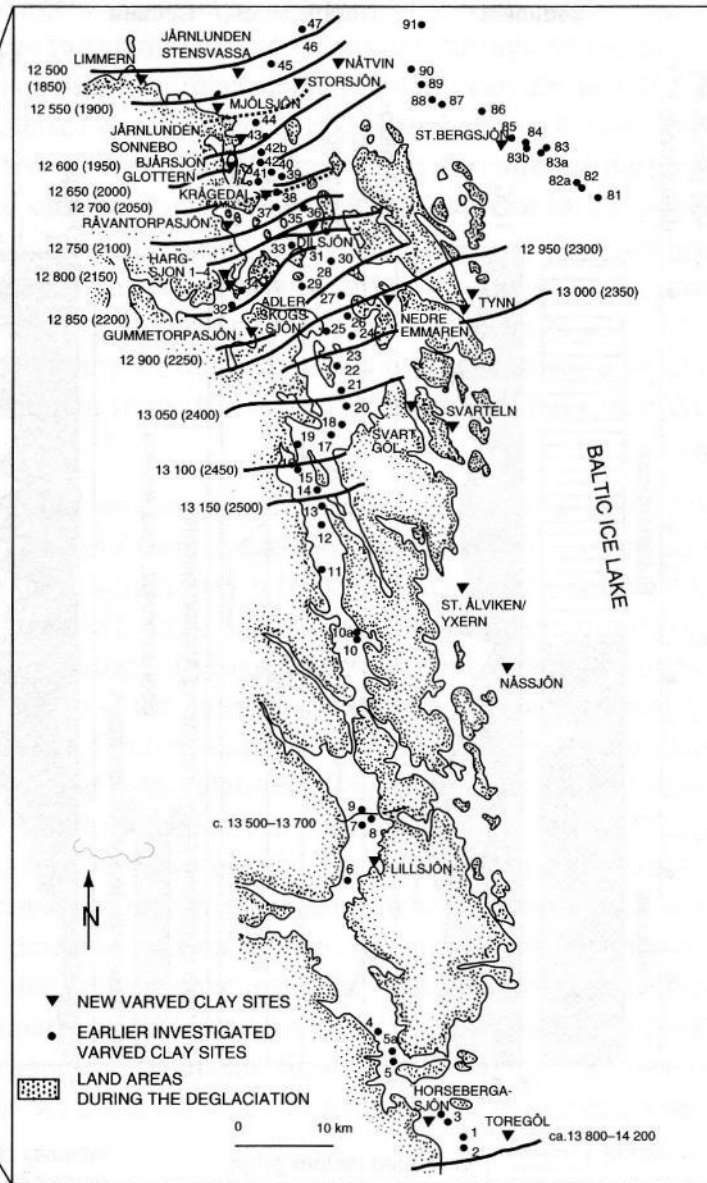 47
91
JÄRNLUNDEN
STENSVASSA
46
LIMMERN
45
NÄTVIN
90
12 500
(1850)
STORSJÖN
89
12 550 (1900)
MJÖLSJÖN
88
87
86
JÄRNLUNDEN
44
ST.BERGSJÖN
85
84
SONNEBO
43
83
BJÄRSJÖN
42b
83b
83a
12 600 (1950)
GLOTTERN
42
40
41
39
82
82a
81
12 650 (2000)
KRÅGEDAL
38
12 700 (2050)
37
36
35
RÄVANTORPASJÖN
12 750 (2100)
33
DILSJÖN
12 950 (2300)
HARG-
SJÖN 1–4
31
30
28
12 800 (2150)
34
29
13 000 (2350)
ADLER-
SKOGS-
SJÖN
27
TYNN
32
12 850 (2200)
26
NEDRE
EMMAREN
GUMMETORPASJÖN
25
24
12 900 (2250)
23
22
21
13 050 (2400)
20
SVARTELN
18
SVART
GÖL
19
17
13 100 (2450)
15
14
13 150 (2500)
13
12
BALTIC ICE LAKE
11
ST. ÅLVIKEN/
YXERN
10a
10
NÄSSJÖN
9
c. 13 500–13 700
7
8
LILLSJÖN
6
N
NEW VARVED CLAY SITES
EARLIER INVESTIGATED
VARVED CLAY SITES
4
5a
5
LAND AREAS
DURING THE DEGLACIATION
HORSEBERGA-
SJÖN
3
TOREGÖL
0
10 km
1
2
ca.13 800–14 200